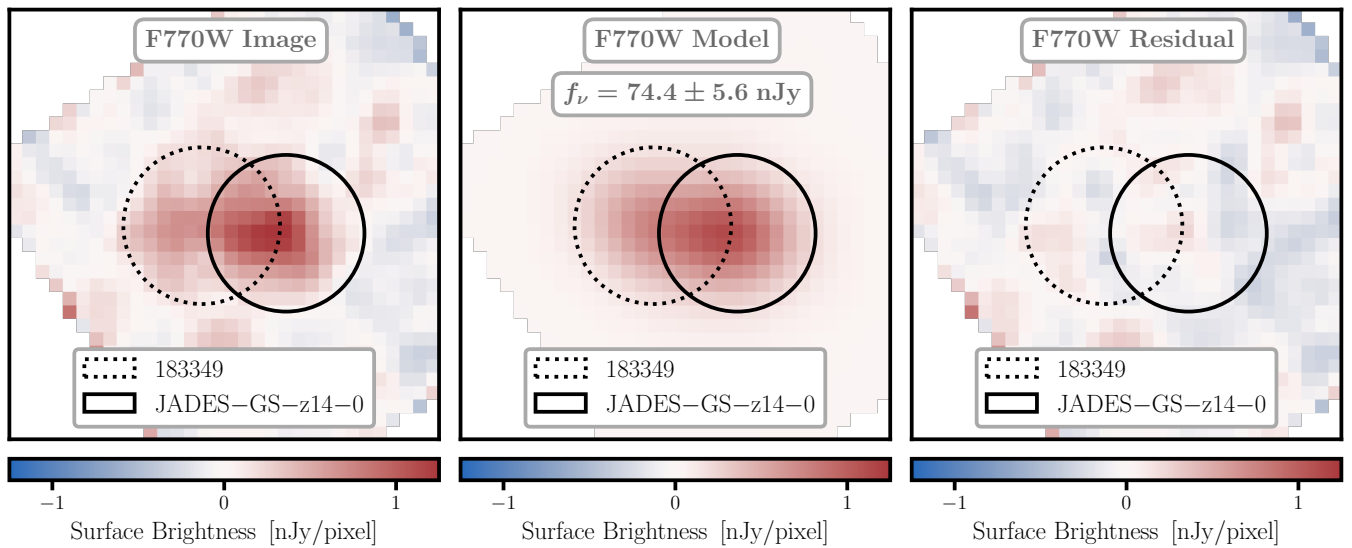 F770W Image
183349
JADES−GS−z14−0
−1 0 1
Surface Brightness [nJy/pixel]
F770W Model
fν = 74.4 ± 5.6 nJy
183349
JADES−GS−z14−0
−1 0 1
Surface Brightness [nJy/pixel]
F770W Residual
183349
JADES−GS−z14−0
−1 0 1
Surface Brightness [nJy/pixel]